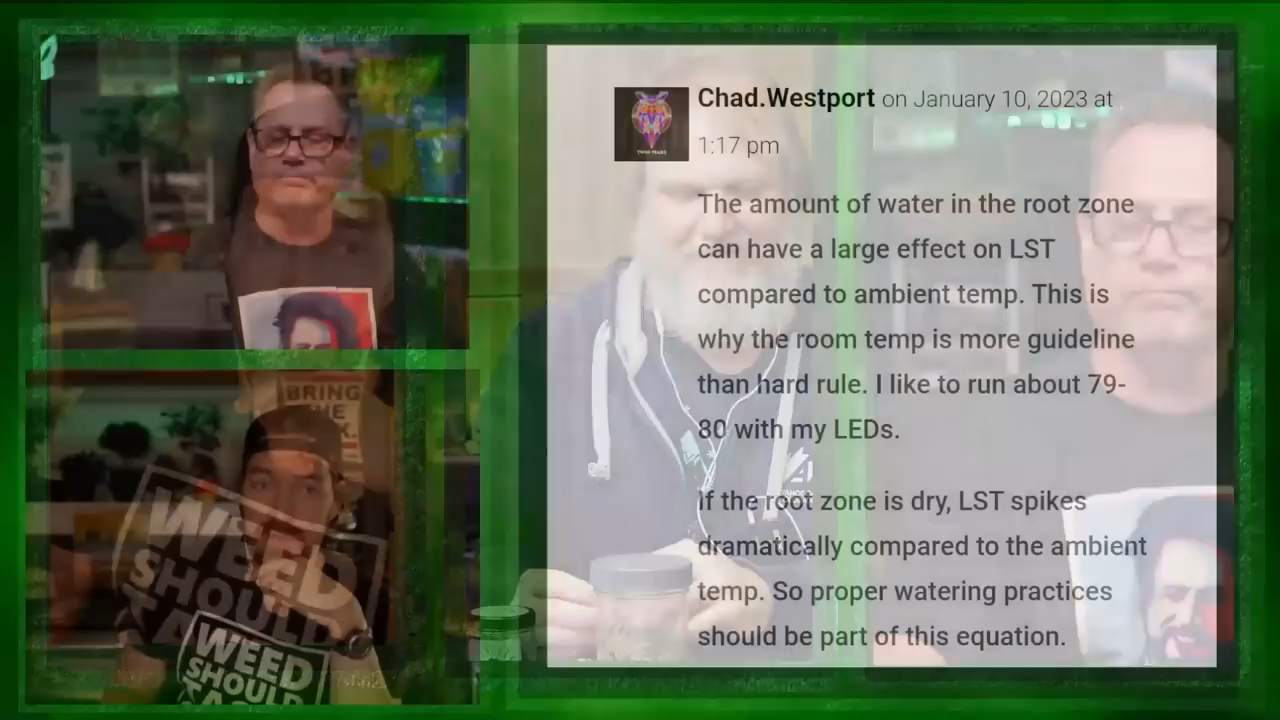 Chad.Westport on January 10, 2023 at
1:17 pm
The amount of water in the root zone
can have a large effect on LST
compared to ambient temp. This is
why the room temp is more guideline
than hard rule. I like to run about 79-
80 with my LEDs.
If the root zone is dry, LST spikes
dramatically compared to the ambient
temp. So proper watering practices
should be part of this equation.
BRING
WEED
SHOULD
WEED
SHOULD